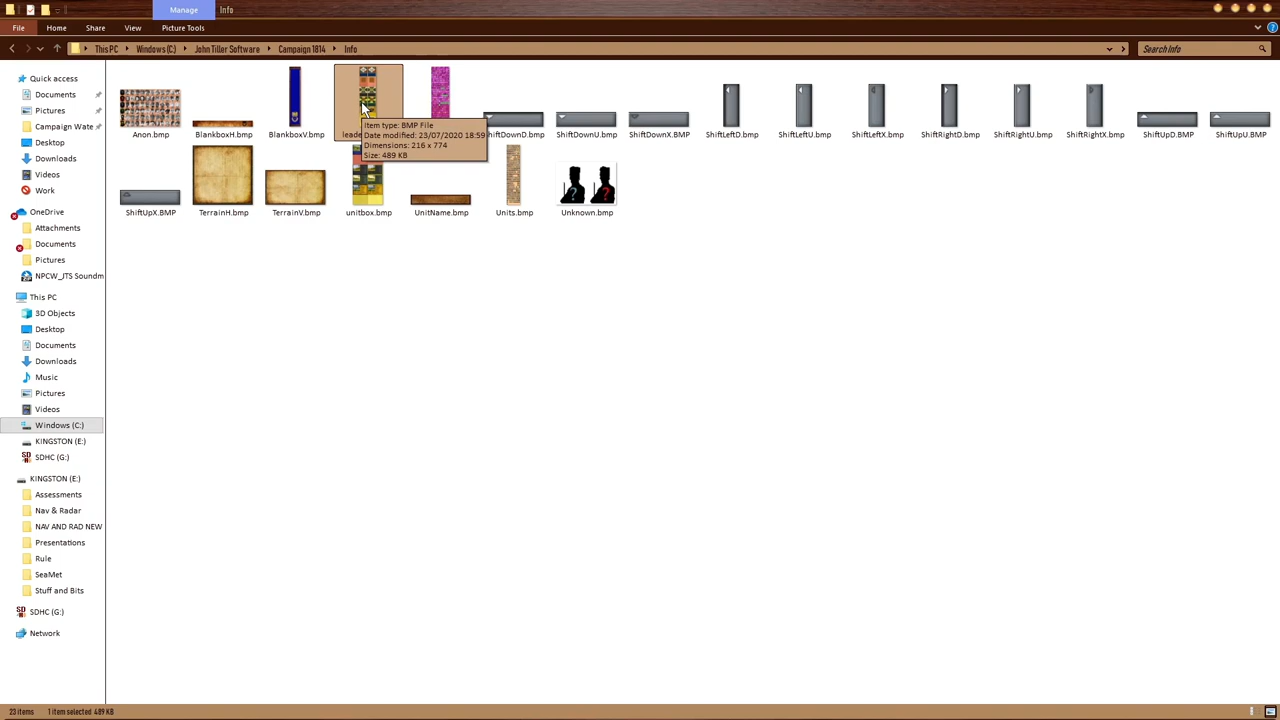 Manage
Info
File
Home
Share
View
Picture Tools
This PC
Windows (C:)
John Tiller Software
Campaign 1814
Info
Search Info
Quick access
Documents
Pictures
Campaign Wate
Desktop
Downloads
Videos
Work
OneDrive
Attachments
Documents
Pictures
NPCW_JTS Soundm
This PC
3D Objects
Desktop
Documents
Downloads
Music
Pictures
Videos
Windows (C:)
KINGSTON (E:)
SDHC (G:)
KINGSTON (E:)
Assessments
Nav & Radar
NAV AND RAD NEW
Presentations
Rule
SeaMet
Stuff and Bits
SDHC (G:)
Network
Anon.bmp
BlankboxH.bmp
BlankboxV.bmp
leade
Item type: BMP File
Date modified: 23/07/2020 18:59
Dimensions: 216 x 774
Size: 489 KB
ShiftDownD.bmp
ShiftDownU.bmp
ShiftDownX.BMP
ShiftLeftD.bmp
ShiftLeftU.bmp
ShiftLeftX.bmp
ShiftRightD.bmp
ShiftRightU.bmp
ShiftRightX.bmp
ShiftUpD.BMP
ShiftUpU.BMP
ShiftUpX.BMP
TerrainH.bmp
TerrainV.bmp
unitbox.bmp
UnitName.bmp
Units.bmp
Unknown.bmp
23 items
1 item selected 489 KB